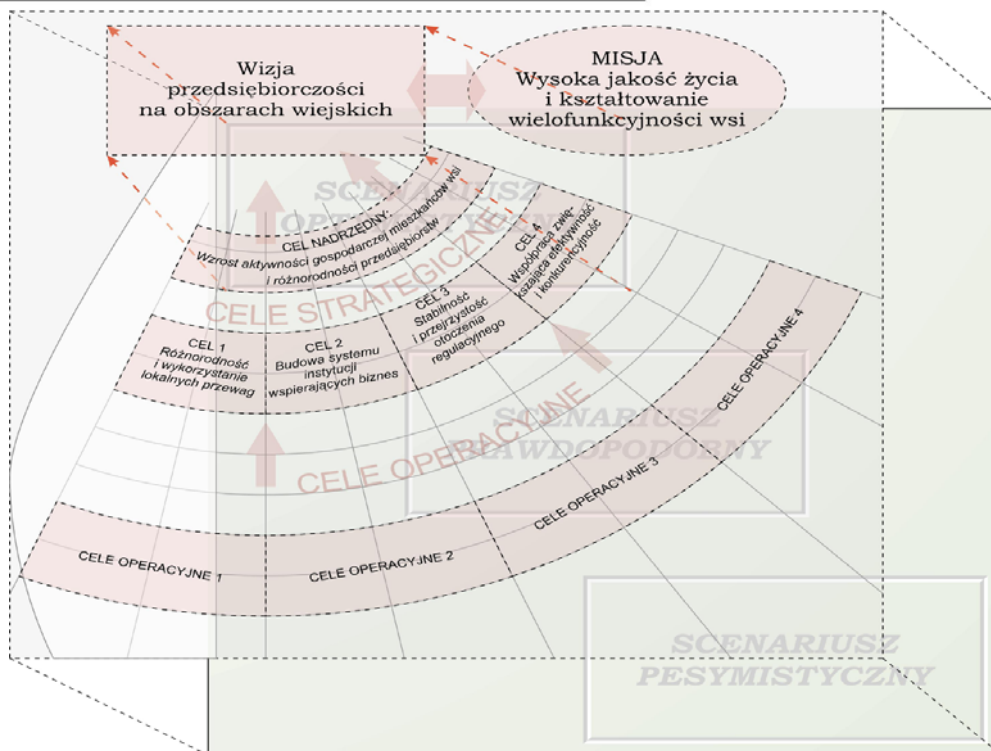 Wizja
przedsiębiorczości
na obszarach wiejskich
MISJA
Wysoka jakość życia
i kształtowanie
wielofunkcyjności wsi
SCENARIUSZ
OPTYMISTYCZNY
CEL NADRZĘDNY:
Wzrost aktywności gospodarczej mieszkańców wsi
i różnorodności przedsiębiorstw
CELE STRATEGICZNE
CEL 1
Różnorodność
i wykorzystanie
lokalnych przewag
CEL 2
Budowa systemu
instytucji
wspierających biznes
CEL 3
Stabilność
i przejrzystość
otoczenia
regulacyjnego
CEL 4
Współpraca zwię-
kszająca efektywność
i konkurencyjność
SCENARIUSZ
PRAWDOPODOBNY
CELE OPERACYJNE
CELE OPERACYJNE 1
CELE OPERACYJNE 2
CELE OPERACYJNE 3
CELE OPERACYJNE 4
SCENARIUSZ
PESYMISTYCZNY